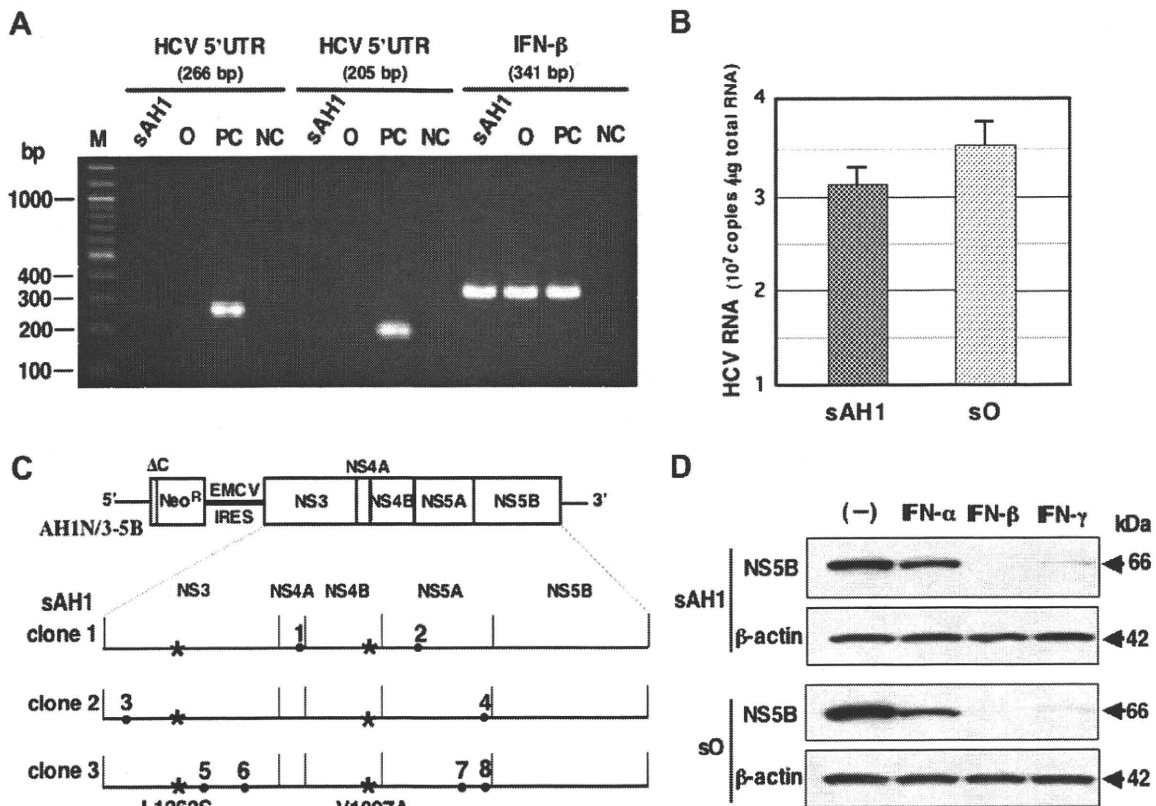 A
HCV 5'UTR HCV 5'UTR IFN-β
(266 bp) (205 bp) (341 bp)
M sAH1 O PC NC sAH1 O PC NC sAH1 O PC NC
bp
1000
400
300
200
100
B
HCV RNA (10⁷ copies /µg total RNA)
4
3
2
1
sAH1 sO
C
ΔC NS4A
5' Neoᴿ EMCV IRES NS3 NS4B NS5A NS5B 3'
AH1N/3-5B
sAH1 NS3 NS4A NS4B NS5A NS5B
clone 1 * 1 * 2
clone 2 3 * * 4
clone 3 * 5 6 * 7 8
D
(-) IFN-α IFN-β IFN-γ kDa
sAH1
NS5B 66
β-actin 42
sO
NS5B 66
β-actin 42